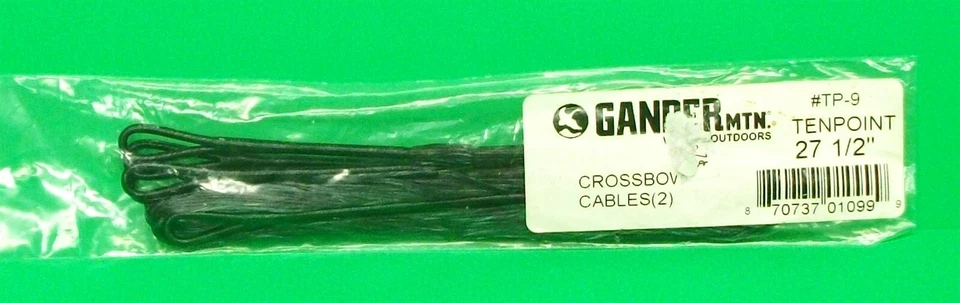 GANDER MTN.
OUTDOORS
#TP-9
TENPOINT
27 1/2"
CROSSBOW
CABLES(2)
8 70737 01099 9